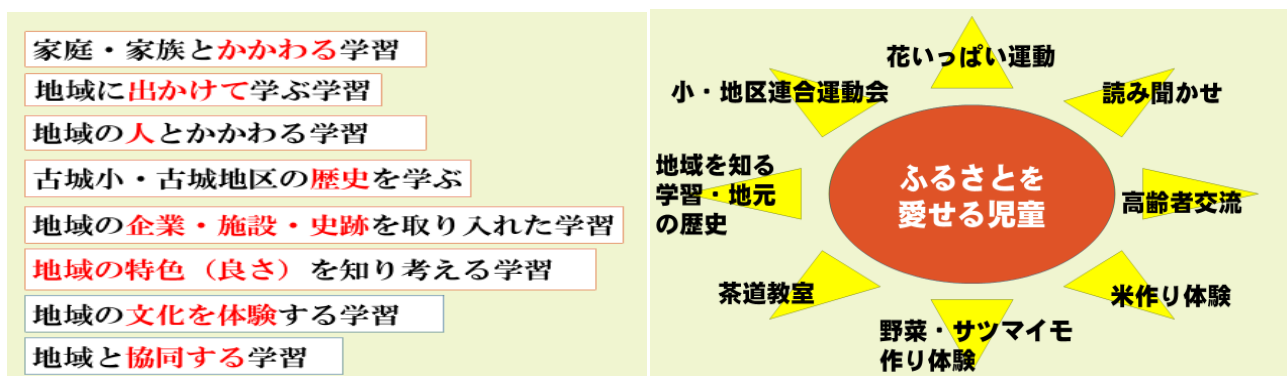 家庭・家族とかかわる学習
地域に出かけて学ぶ学習
地域の人とかかわる学習
古城小・古城地区の歴史を学ぶ
地域の企業・施設・史跡を取り入れた学習
地域の特色（良さ）を知り考える学習
地域の文化を体験する学習
地域と協同する学習
花いっぱい運動
小・地区連合運動会
読み聞かせ
地域を知る
学習・地元
の歴史
ふるさとを
愛せる児童
高齢者交流
茶道教室
米作り体験
野菜・サツマイモ
作り体験